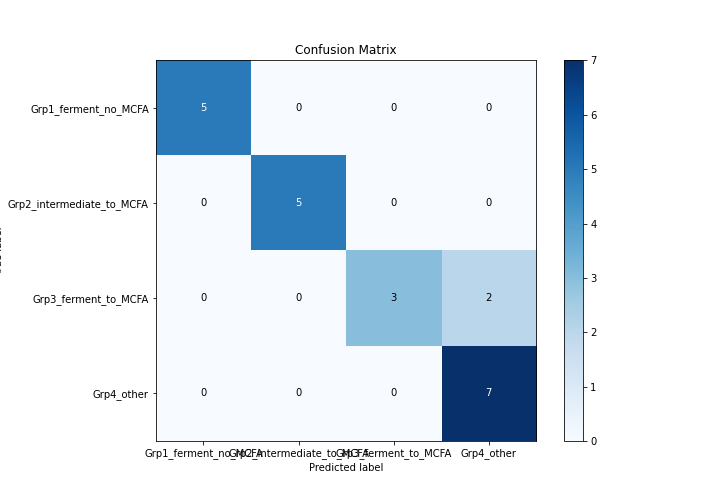 Confusion Matrix
Grp1_ferment_no_MCFA
5 0 0 0
Grp2_intermediate_to_MCFA
0 5 0 0
Grp3_ferment_to_MCFA
0 0 3 2
Grp4_other
0 0 0 7
Grp1_ferment_no_MCFA Grp2_intermediate_to_MCFA Grp3_ferment_to_MCFA Grp4_other
Predicted label
7
6
5
4
3
2
1
0